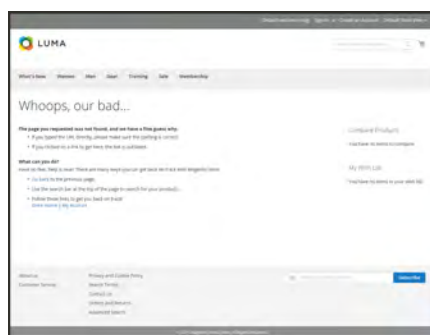 Sign In
or
Create an Account
LUMA
What's New
Women
Men
Gear
Training
Sale
Membership
Whoops, our bad...
The page you requested was not found, and we have a fine guess why.
If you typed the URL directly, please make sure the spelling is correct.
If you clicked on a link to get here, the link is outdated.
What can you do?
Have no fear, help is near! There are many ways you can get back on track with Magento Store.
Go back to the previous page.
Use the search bar at the top of the page to search for your products.
Follow these links to get you back on track!
Store Home | My Account
Compare Products
You have no items to compare.
My Wish List
You have no items in your wish list.
About us
Customer Service
Privacy and Cookie Policy
Search Terms
Contact Us
Orders and Returns
Advanced Search
Subscribe